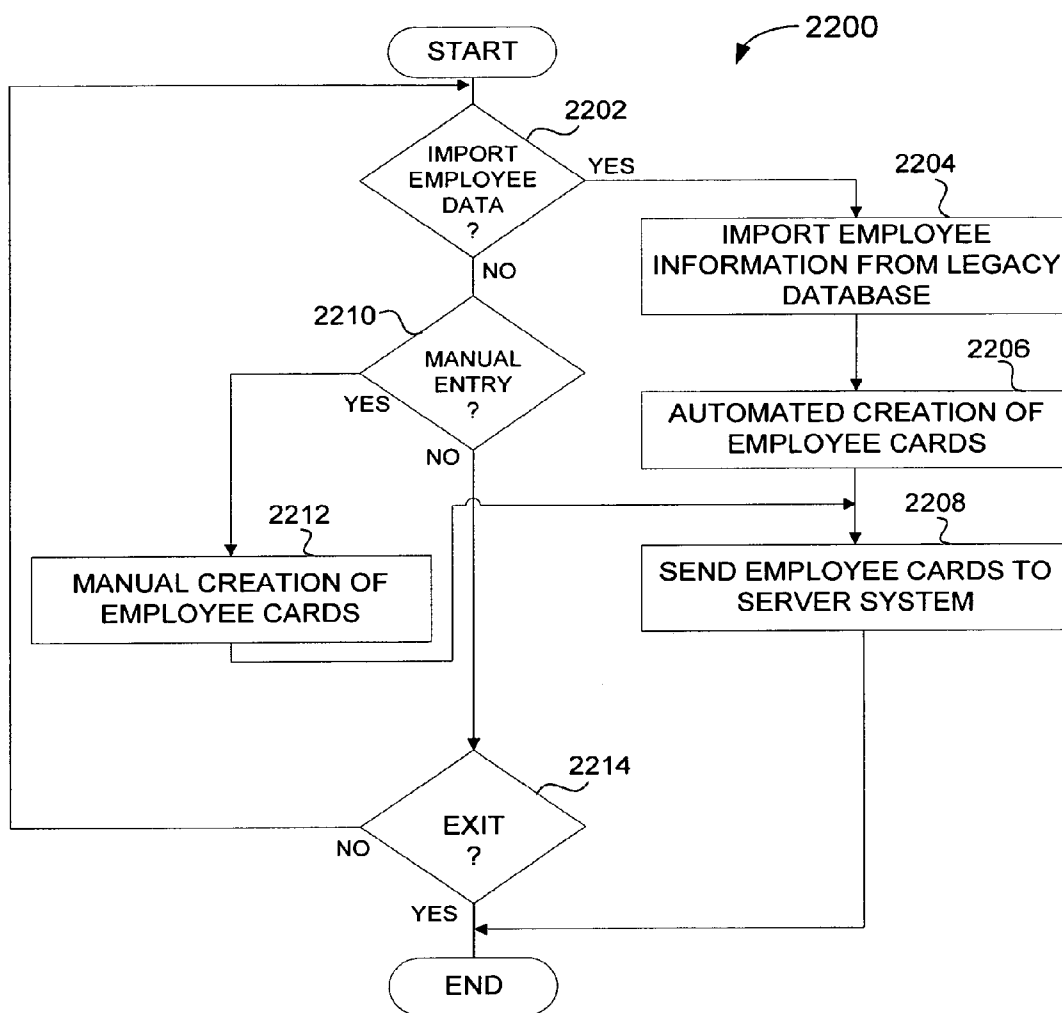 START
2200
2202
IMPORT
EMPLOYEE
DATA
?
YES
NO
2204
IMPORT EMPLOYEE
INFORMATION FROM LEGACY
DATABASE
2210
MANUAL
ENTRY
?
YES
NO
2206
AUTOMATED CREATION OF
EMPLOYEE CARDS
2212
MANUAL CREATION OF
EMPLOYEE CARDS
2208
SEND EMPLOYEE CARDS TO
SERVER SYSTEM
2214
EXIT
?
NO
YES
END